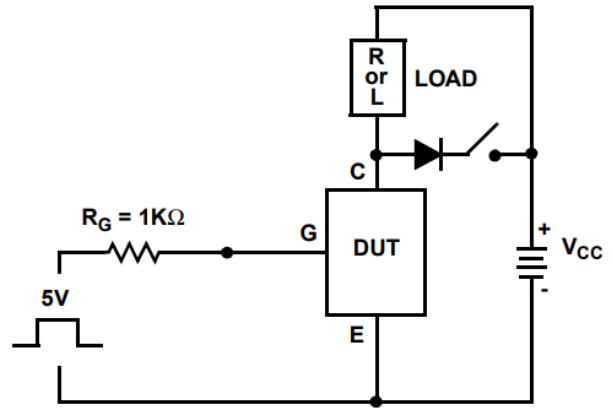 R
or
L
LOAD
C
R_G = 1KΩ
G
DUT
+
V_CC
-
5V
E